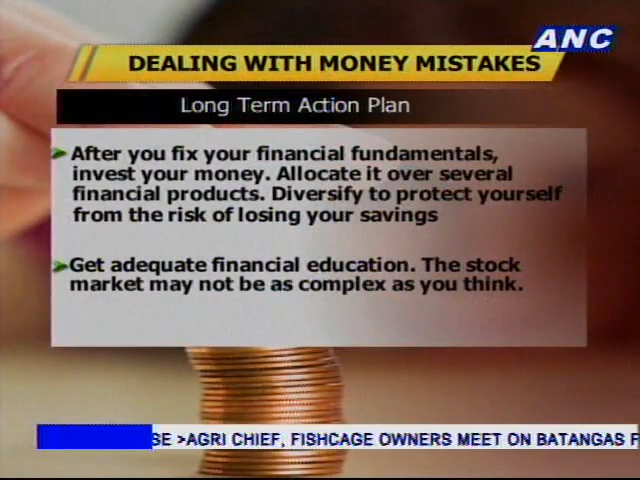 ANC
DEALING WITH MONEY MISTAKES
Long Term Action Plan
After you fix your financial fundamentals,
invest your money. Allocate it over several
financial products. Diversify to protect yourself
from the risk of losing your savings
Get adequate financial education. The stock
market may not be as complex as you think.
SE >AGRI CHIEF, FISHCAGE OWNERS MEET ON BATANGAS F